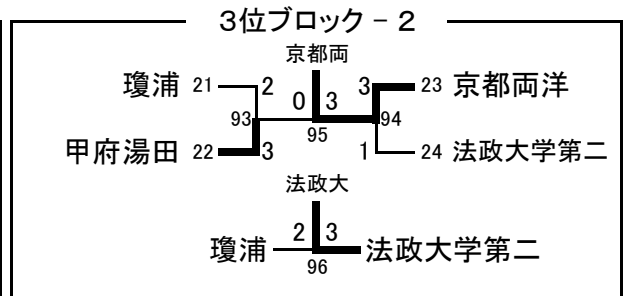 3位ブロック - 2
京都両
瓊浦 21 2 0 3 3 23 京都両洋
93 95 94
甲府湯田 22 3 1 24 法政大学第二
法政大
2 3
瓊浦 96 法政大学第二